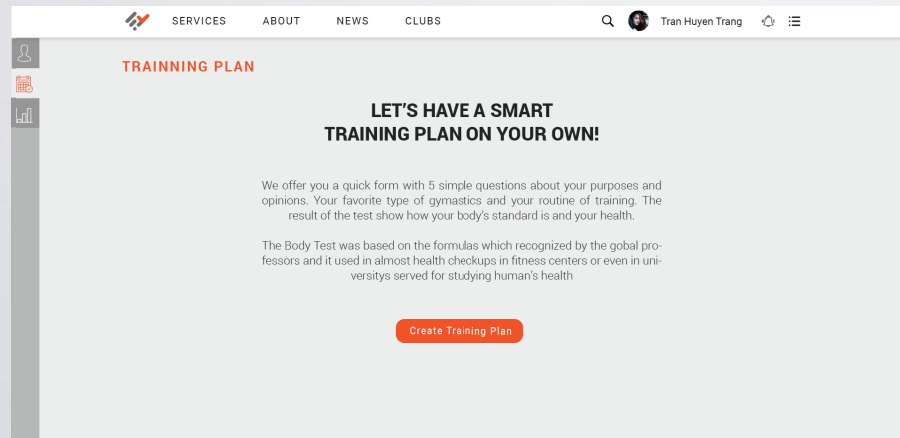 SERVICES ABOUT NEWS CLUBS Tran Huyen Trang
TRAINNING PLAN
LET'S HAVE A SMART
TRAINING PLAN ON YOUR OWN!
We offer you a quick form with 5 simple questions about your purposes and
opinions. Your favorite type of gymastics and your routine of training. The
result of the test show how your body's standard is and your health.
The Body Test was based on the formulas which recognized by the gobal pro-
fessors and it used in almost health checkups in fitness centers or even in uni-
versitys served for studying human's health
Create Training Plan